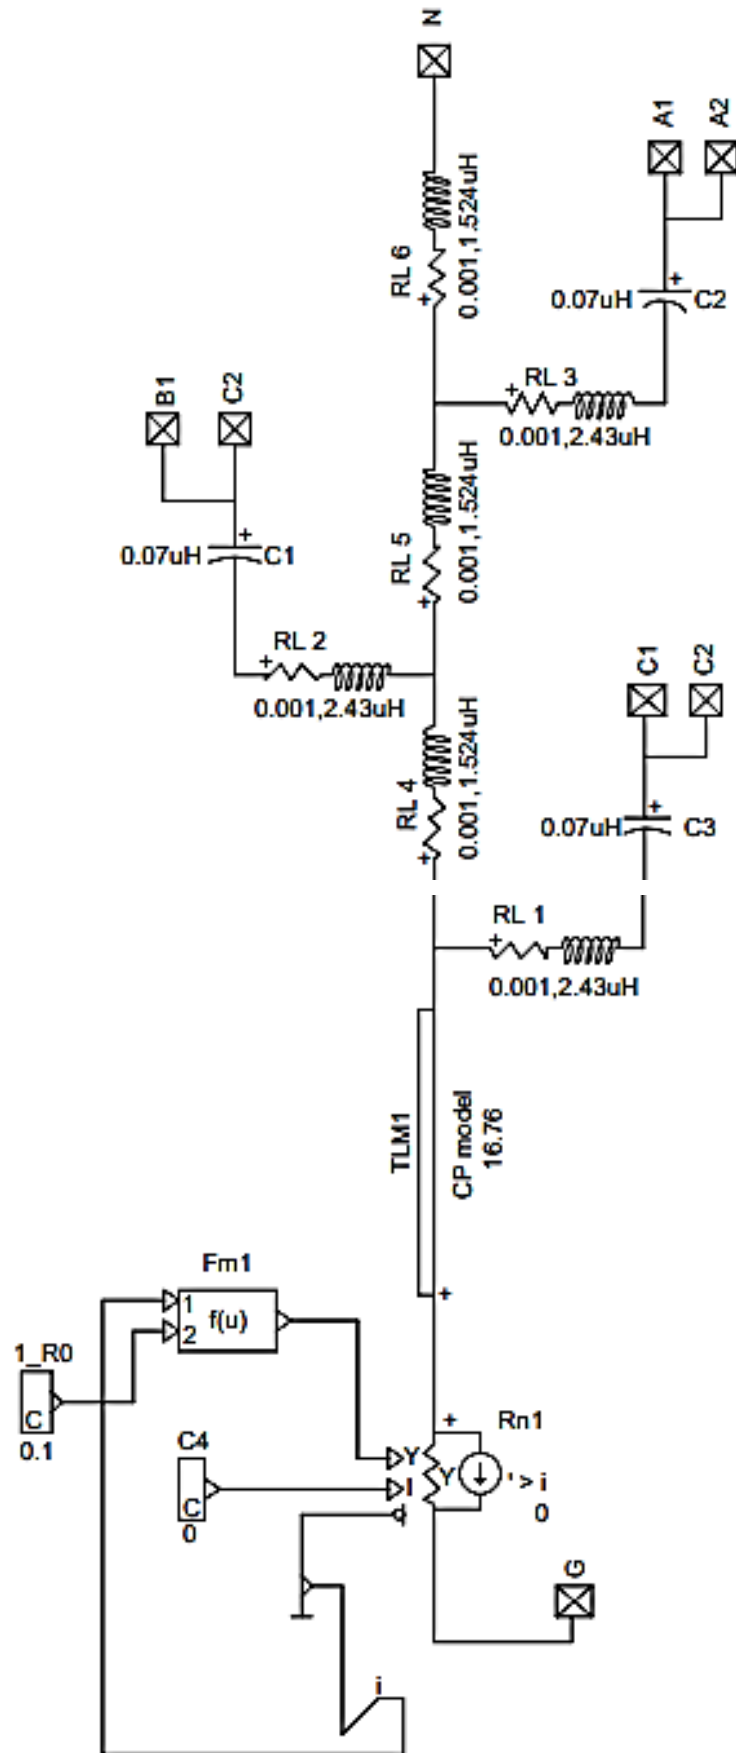 N
A1
A2
RL 6
0.001,1.524uH
+
0.07uH
+
C2
B1
C2
+
RL 3
0.001,2.43uH
0.07uH
+
C1
RL 5
0.001,1.524uH
+
RL 2
+
0.001,2.43uH
C1
C2
RL 4
0.001,1.524uH
+
0.07uH
+
C3
RL 1
+
0.001,2.43uH
TLM1
CP model
16.76
+
Fm1
1
2
f(u)
1_R0
C
0.1
C4
C
0
Y
I
Y
+
Rn1
' > i
0
G
i